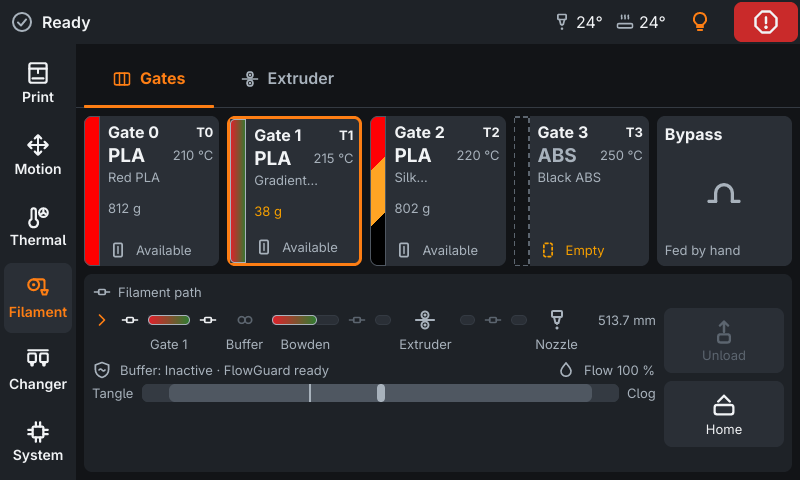 Ready
24°
24°
Print
Motion
Thermal
Filament
Changer
System
Gates
Extruder
Gate 0 T0
PLA 210 °C
Red PLA
812 g
Available
Gate 1 T1
PLA 215 °C
Gradient...
38 g
Available
Gate 2 T2
PLA 220 °C
Silk...
802 g
Available
Gate 3 T3
ABS 250 °C
Black ABS
Empty
Bypass
Fed by hand
Filament path
513.7 mm
Gate 1 Buffer Bowden Extruder Nozzle
Buffer: Inactive · FlowGuard ready
Flow 100 %
Tangle
Clog
Unload
Home